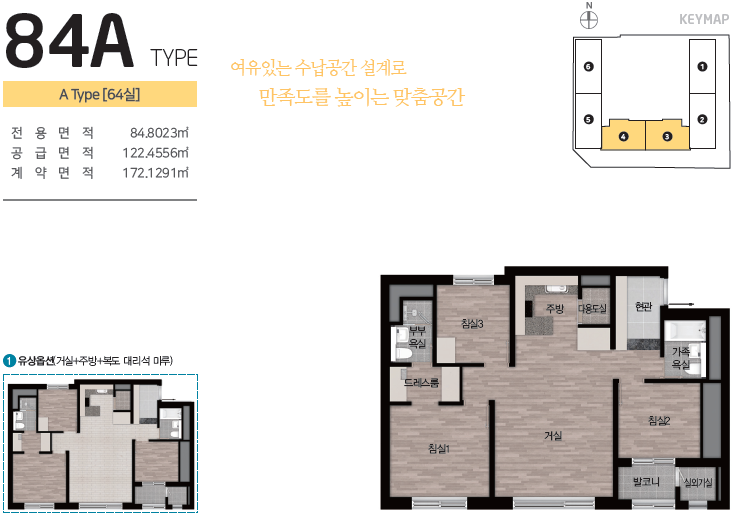 84A TYPE
A Type [64실]
전 용 면 적 84.8023㎡
공 급 면 적 122.4556㎡
계 약 면 적 172.1291㎡
여유있는 수납공간 설계로
만족도를 높이는 맞춤공간
N
KEYMAP
6
1
5
2
4
3
현관
주방
다용도실
침실3
부부
욕실
가족
욕실
드레스룸
침실1
거실
침실2
발코니
실외기실
1 유상옵션(거실+주방+복도 대리석 마루)